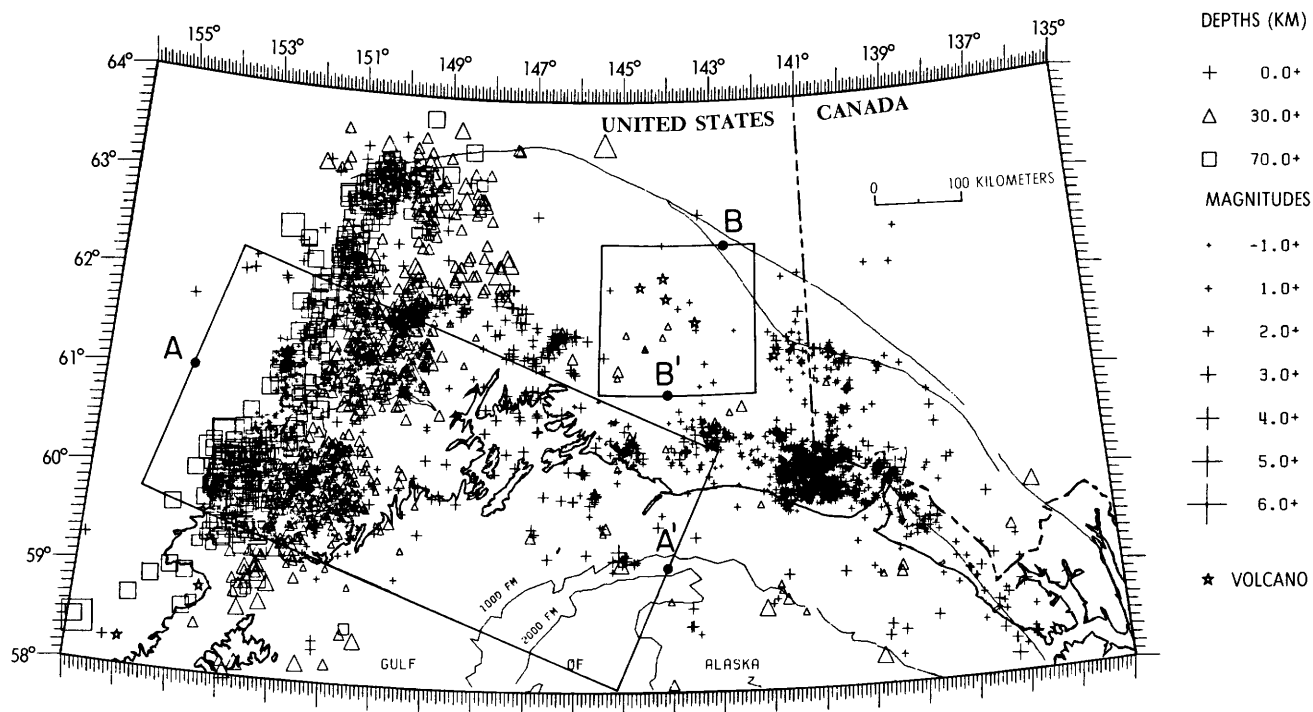 155°
153°
151°
149°
147°
145°
143°
141°
139°
137°
135°
64°
63°
62°
61°
60°
59°
58°
UNITED STATES
CANADA
0 100 KILOMETERS
A
B
B'
A'
1000 FM
2000 FM
GULF OF ALASKA
DEPTHS (KM)
+ 0.0+
△ 30.0+
□ 70.0+
MAGNITUDES
+ -1.0+
+ 1.0+
+ 2.0+
+ 3.0+
+ 4.0+
+ 5.0+
+ 6.0+
☆ VOLCANO